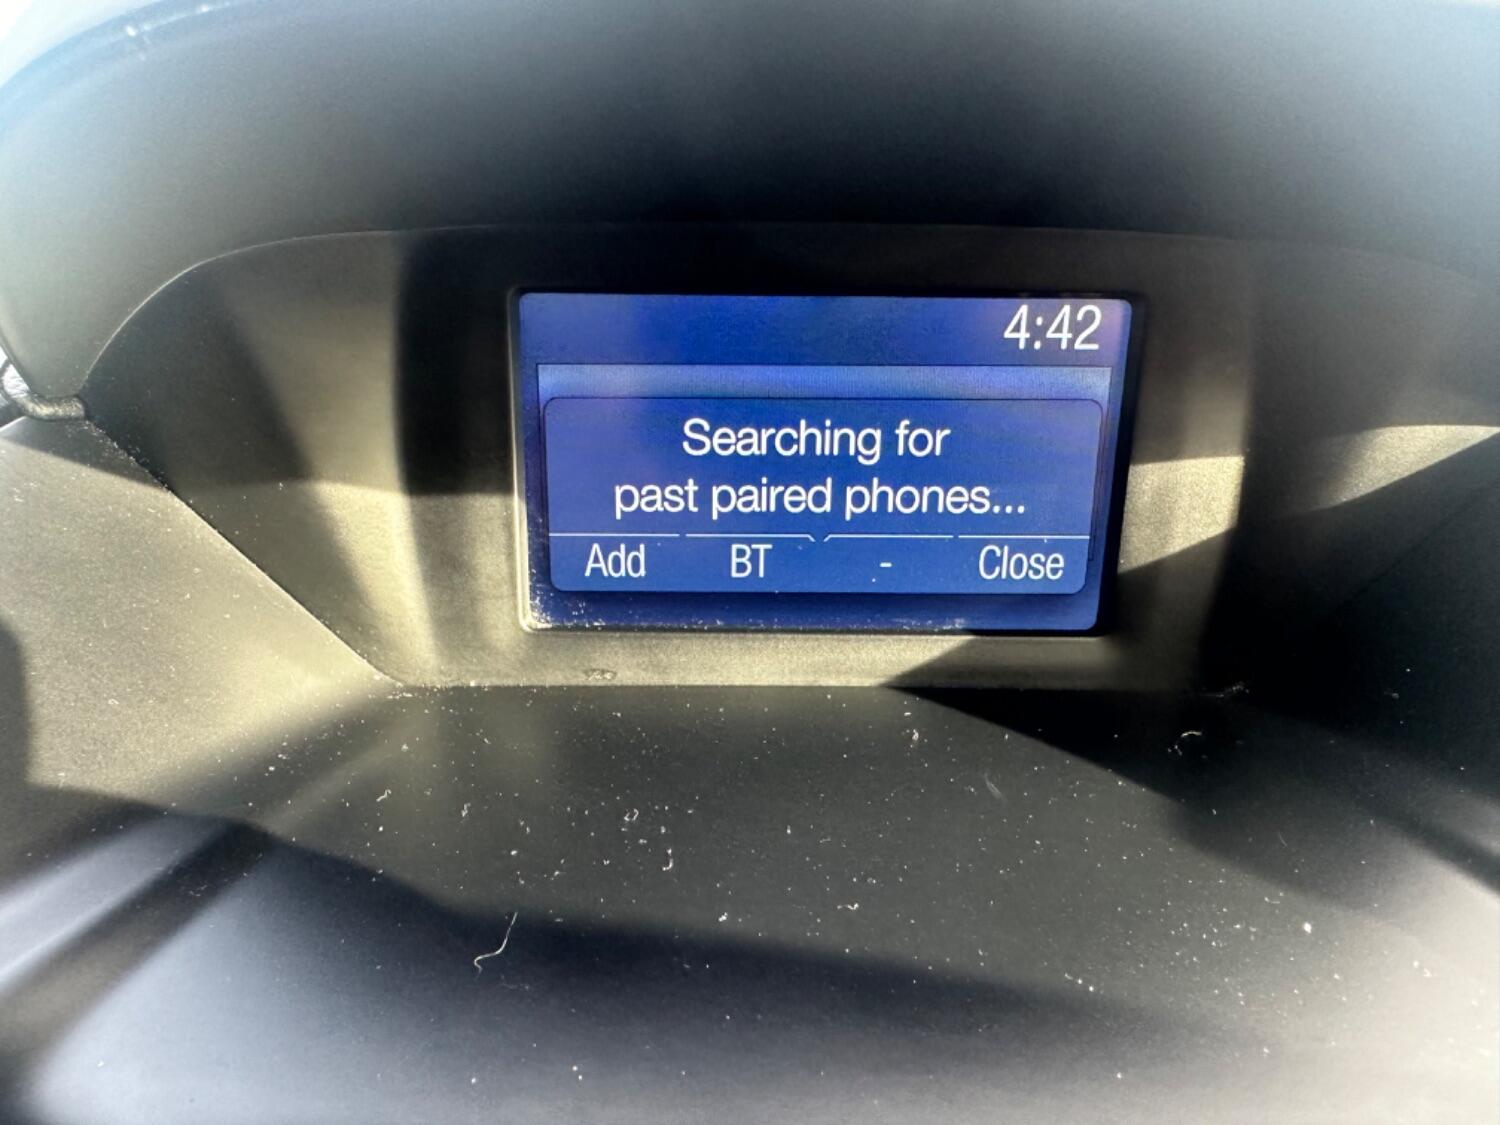 4:42
Searching for
past paired phones...
Add BT - Close